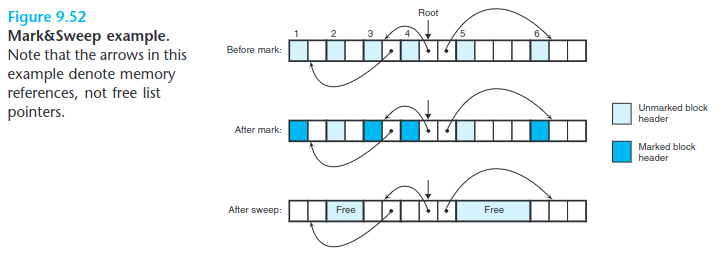 Figure 9.52
Mark&Sweep example.
Note that the arrows in this
example denote memory
references, not free list
pointers.
Root
1 2 3 4 5 6
Before mark:
After mark:
After sweep:
Free Free
Unmarked block
header
Marked block
header